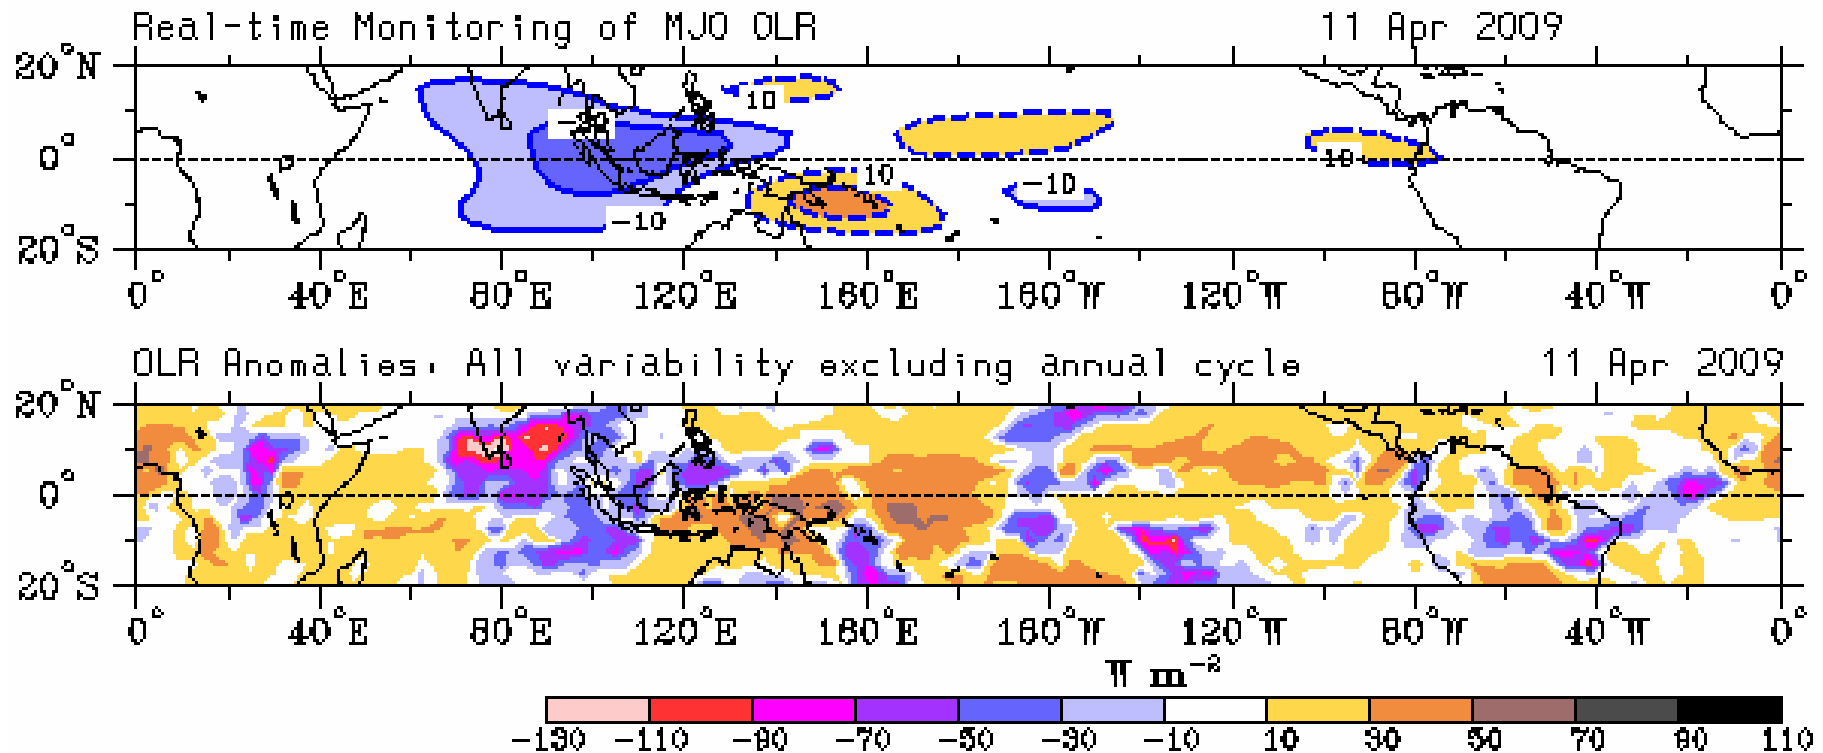 Real-time Monitoring of MJO OLR 11 Apr 2009
20°N
0°
20°S
10
-30
10
10
-10
-10
0° 40°E 80°E 120°E 160°E 160°W 120°W 80°W 40°W 0°
OLR Anomalies. All variability excluding annual cycle 11 Apr 2009
20°N
0°
20°S
0° 40°E 80°E 120°E 160°E 160°W 120°W 80°W 40°W 0°
W m⁻²
-130 -110 -90 -70 -50 -30 -10 10 30 50 70 90 110